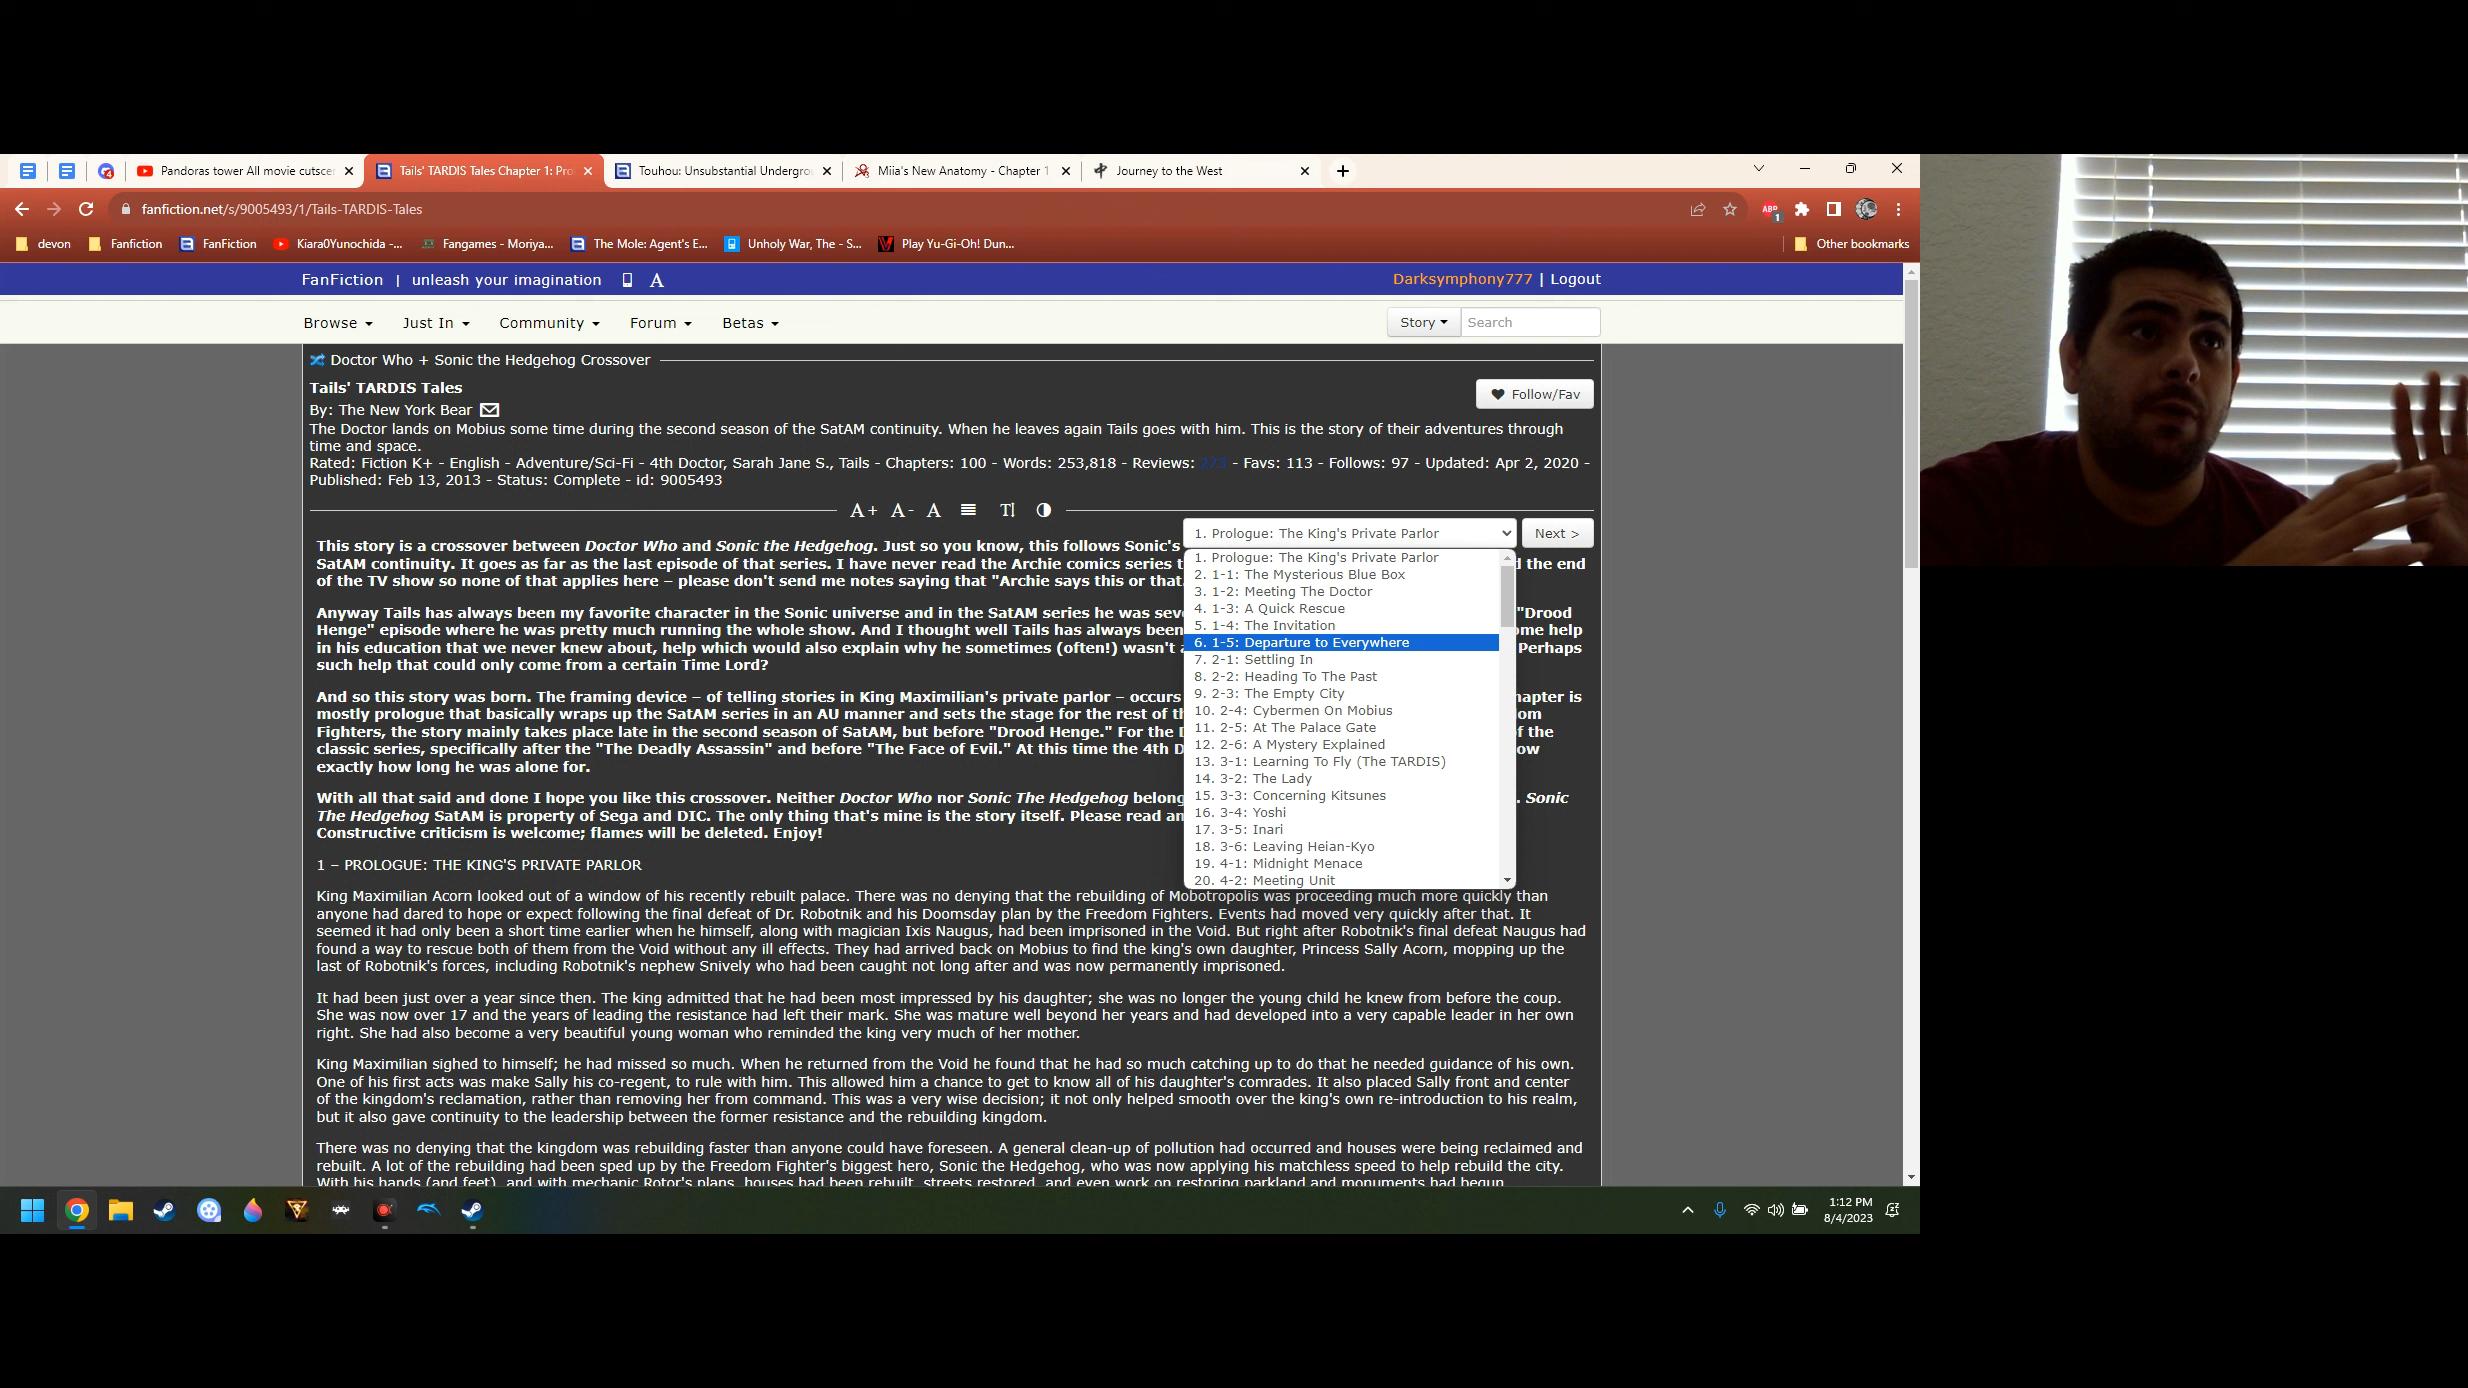 Pandoras tower All movie cutsce
Tails' TARDIS Tales Chapter 1: Pro
Touhou: Unsubstantial Undergro
Miia's New Anatomy - Chapter 1
Journey to the West
fanfiction.net/s/9005493/1/Tails-TARDIS-Tales
ABP
1
devon
Fanfiction
FanFiction
Kiara0Yunochida -...
Fangames - Moriya...
The Mole: Agent's E...
Unholy War, The - S...
Play Yu-Gi-Oh! Dun...
Other bookmarks
FanFiction | unleash your imagination A
Darksymphony777 | Logout
Browse
Just In
Community
Forum
Betas
Story
Search
Doctor Who + Sonic the Hedgehog Crossover
Tails' TARDIS Tales
Follow/Fav
By: The New York Bear
The Doctor lands on Mobius some time during the second season of the SatAM continuity. When he leaves again Tails goes with him. This is the story of their adventures through
time and space.
Rated: Fiction K+ - English - Adventure/Sci-Fi - 4th Doctor, Sarah Jane S., Tails - Chapters: 100 - Words: 253,818 - Reviews: 273 - Favs: 113 - Follows: 97 - Updated: Apr 2, 2020 -
Published: Feb 13, 2013 - Status: Complete - id: 9005493
A+ A- A
1. Prologue: The King's Private Parlor
Next >
1. Prologue: The King's Private Parlor
2. 1-1: The Mysterious Blue Box
3. 1-2: Meeting The Doctor
4. 1-3: A Quick Rescue
5. 1-4: The Invitation
6. 1-5: Departure to Everywhere
7. 2-1: Settling In
8. 2-2: Heading To The Past
9. 2-3: The Empty City
10. 2-4: Cybermen On Mobius
11. 2-5: At The Palace Gate
12. 2-6: A Mystery Explained
13. 3-1: Learning To Fly (The TARDIS)
14. 3-2: The Lady
15. 3-3: Concerning Kitsunes
16. 3-4: Yoshi
17. 3-5: Inari
18. 3-6: Leaving Heian-Kyo
19. 4-1: Midnight Menace
20. 4-2: Meeting Unit
This story is a crossover between Doctor Who and Sonic the Hedgehog. Just so you know, this follows Sonic's
SatAM continuity. It goes as far as the last episode of that series. I have never read the Archie comics series t d the end
of the TV show so none of that applies here – please don't send me notes saying that "Archie says this or that.
Anyway Tails has always been my favorite character in the Sonic universe and in the SatAM series he was seve "Drood
Henge" episode where he was pretty much running the whole show. And I thought well Tails has always been ome help
in his education that we never knew about, help which would also explain why he sometimes (often!) wasn't a Perhaps
such help that could only come from a certain Time Lord?
And so this story was born. The framing device – of telling stories in King Maximilian's private parlor – occurs hapter is
mostly prologue that basically wraps up the SatAM series in an AU manner and sets the stage for the rest of th dom
Fighters, the story mainly takes place late in the second season of SatAM, but before "Drood Henge." For the D of the
classic series, specifically after the "The Deadly Assassin" and before "The Face of Evil." At this time the 4th D ow
exactly how long he was alone for.
With all that said and done I hope you like this crossover. Neither Doctor Who nor Sonic The Hedgehog belong . Sonic
The Hedgehog SatAM is property of Sega and DIC. The only thing that's mine is the story itself. Please read an
Constructive criticism is welcome; flames will be deleted. Enjoy!
1 – PROLOGUE: THE KING'S PRIVATE PARLOR
King Maximilian Acorn looked out of a window of his recently rebuilt palace. There was no denying that the rebuilding of Mobotropolis was proceeding much more quickly than
anyone had dared to hope or expect following the final defeat of Dr. Robotnik and his Doomsday plan by the Freedom Fighters. Events had moved very quickly after that. It
seemed it had only been a short time earlier when he himself, along with magician Ixis Naugus, had been imprisoned in the Void. But right after Robotnik's final defeat Naugus had
found a way to rescue both of them from the Void without any ill effects. They had arrived back on Mobius to find the king's own daughter, Princess Sally Acorn, mopping up the
last of Robotnik's forces, including Robotnik's nephew Snively who had been caught not long after and was now permanently imprisoned.
It had been just over a year since then. The king admitted that he had been most impressed by his daughter; she was no longer the young child he knew from before the coup.
She was now over 17 and the years of leading the resistance had left their mark. She was mature well beyond her years and had developed into a very capable leader in her own
right. She had also become a very beautiful young woman who reminded the king very much of her mother.
King Maximilian sighed to himself; he had missed so much. When he returned from the Void he found that he had so much catching up to do that he needed guidance of his own.
One of his first acts was make Sally his co-regent, to rule with him. This allowed him a chance to get to know all of his daughter's comrades. It also placed Sally front and center
of the kingdom's reclamation, rather than removing her from command. This was a very wise decision; it not only helped smooth over the king's own re-introduction to his realm,
but it also gave continuity to the leadership between the former resistance and the rebuilding kingdom.
There was no denying that the kingdom was rebuilding faster than anyone could have foreseen. A general clean-up of pollution had occurred and houses were being reclaimed and
rebuilt. A lot of the rebuilding had been sped up by the Freedom Fighter's biggest hero, Sonic the Hedgehog, who was now applying his matchless speed to help rebuild the city.
With his hands (and feet), and with mechanic Rotor's plans, houses had been rebuilt, streets restored, and even work on restoring parkland and monuments had begun.
1:12 PM
8/4/2023